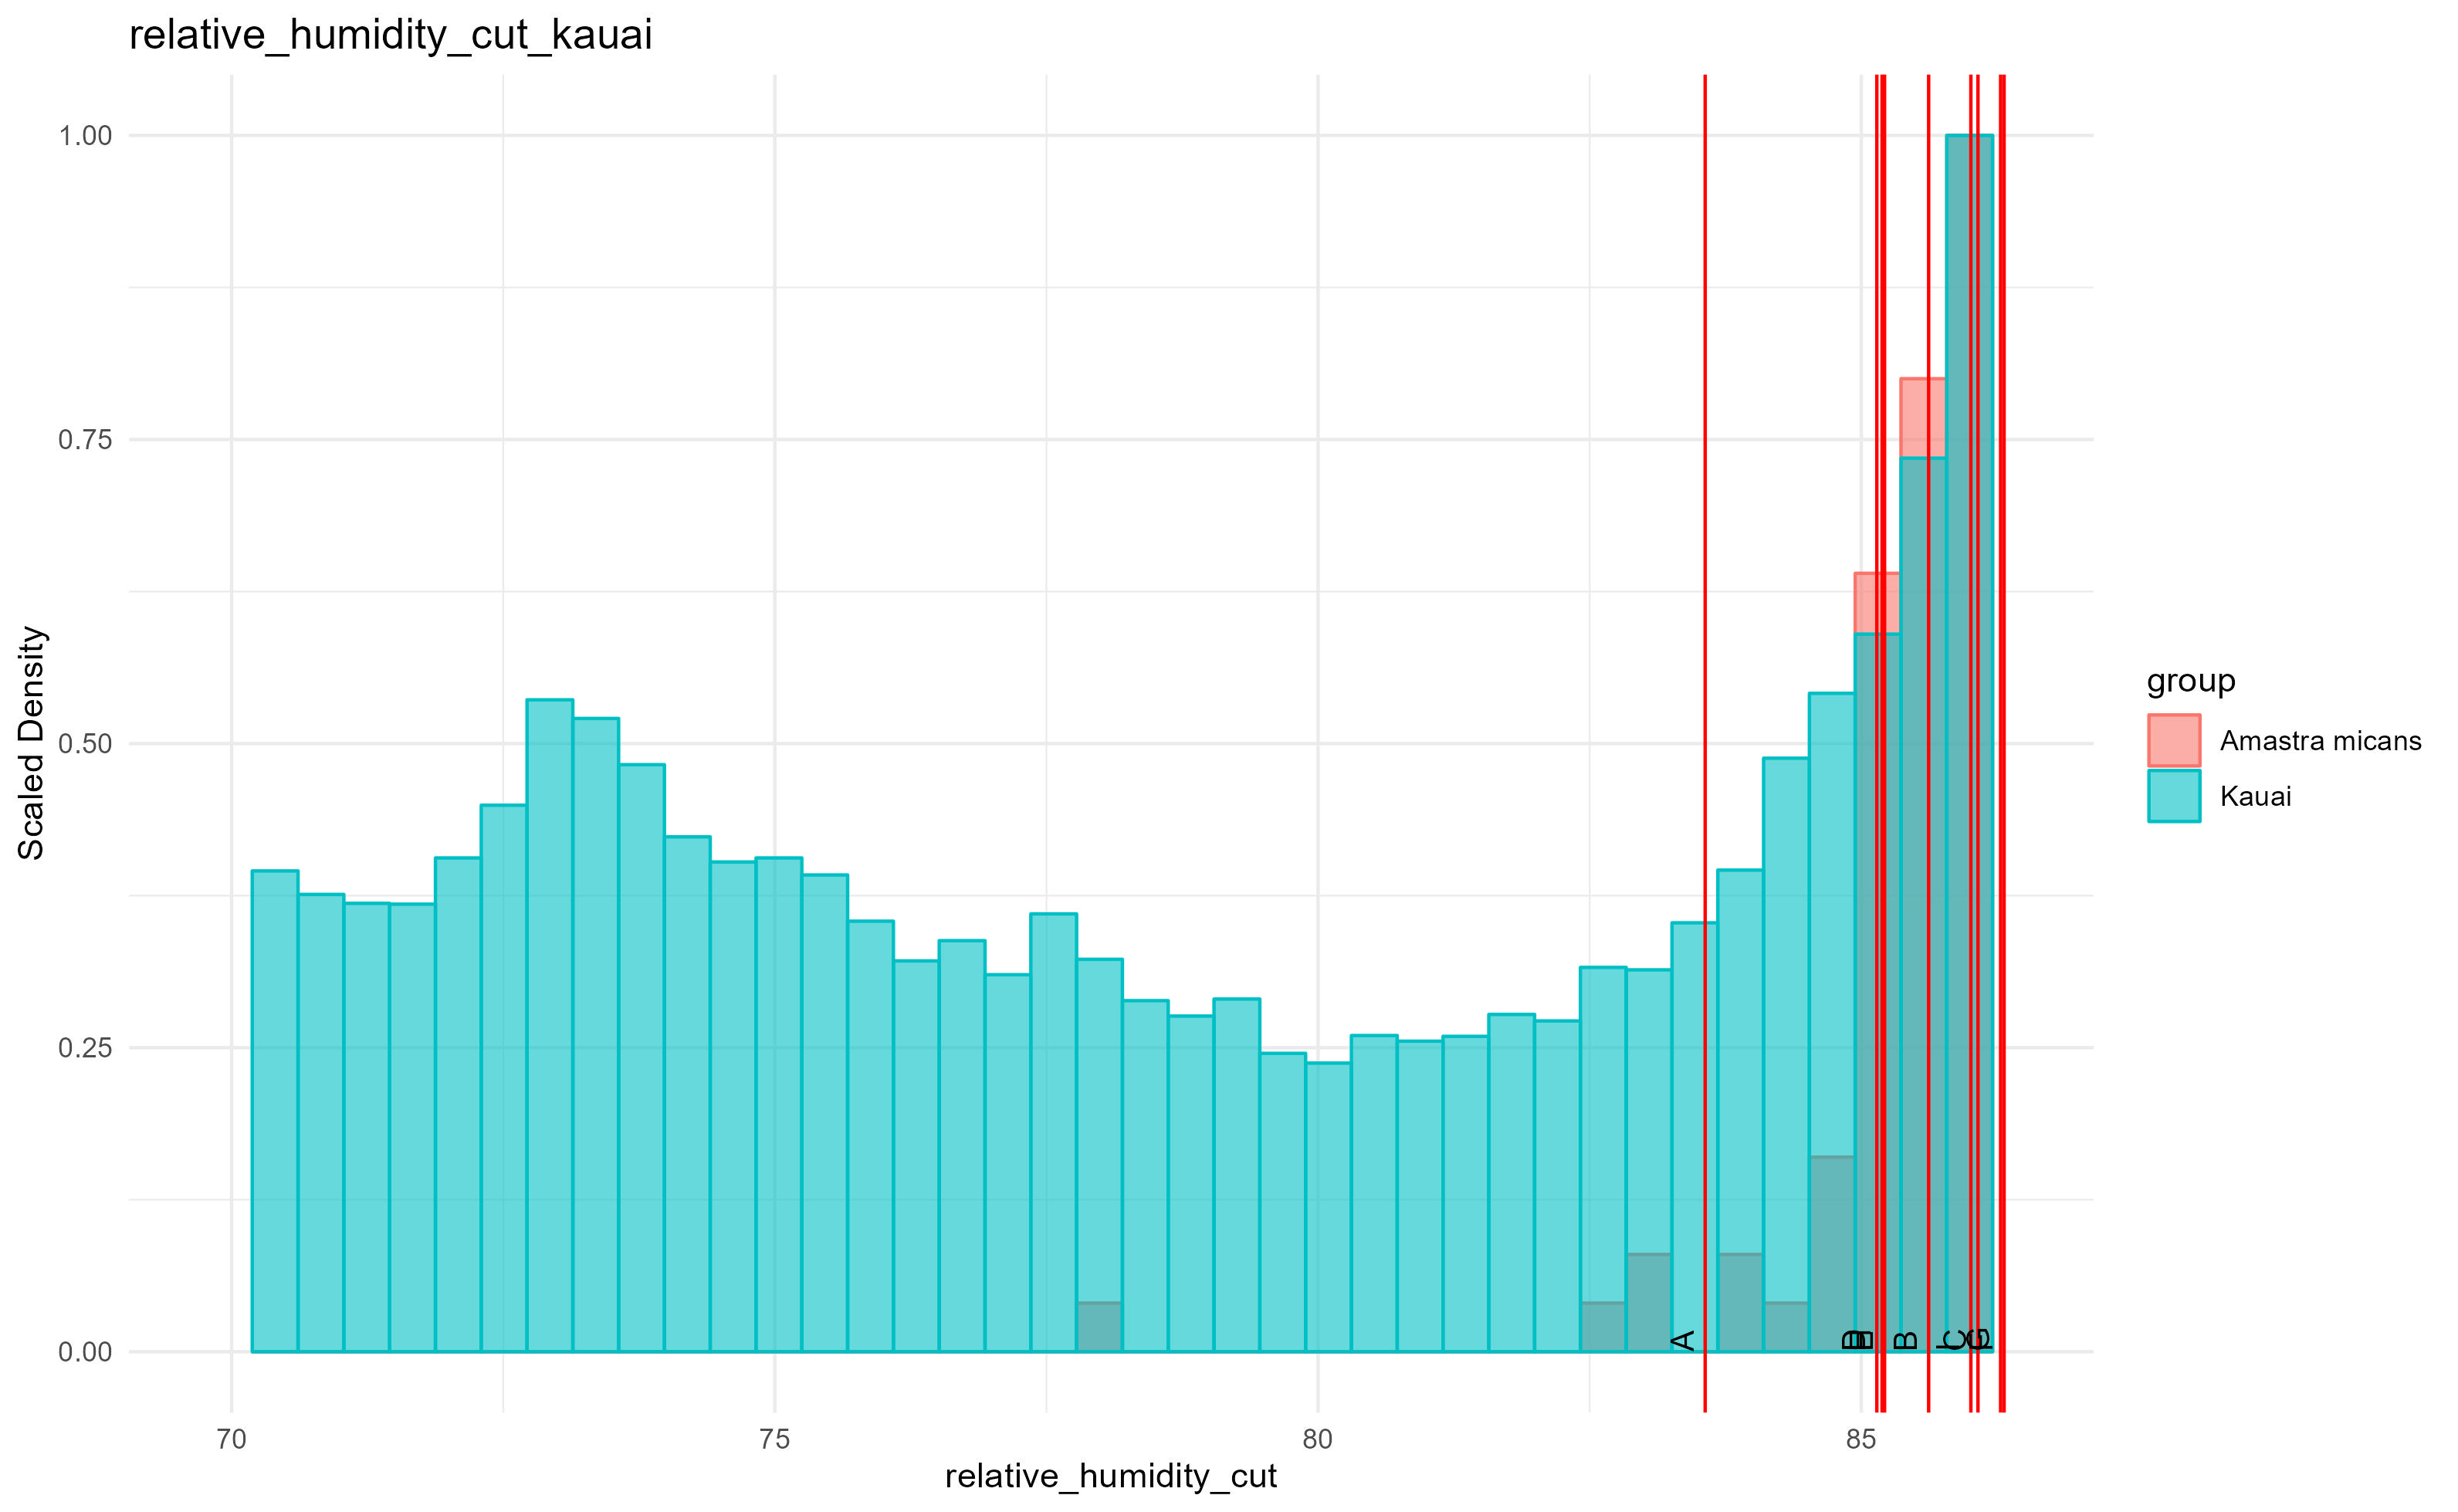 relative_humidity_cut_kauai
1.00
0.75
0.50
0.25
0.00
Scaled Density
A
B
C
70 75 80 85
relative_humidity_cut
group
Amastra micans
Kauai